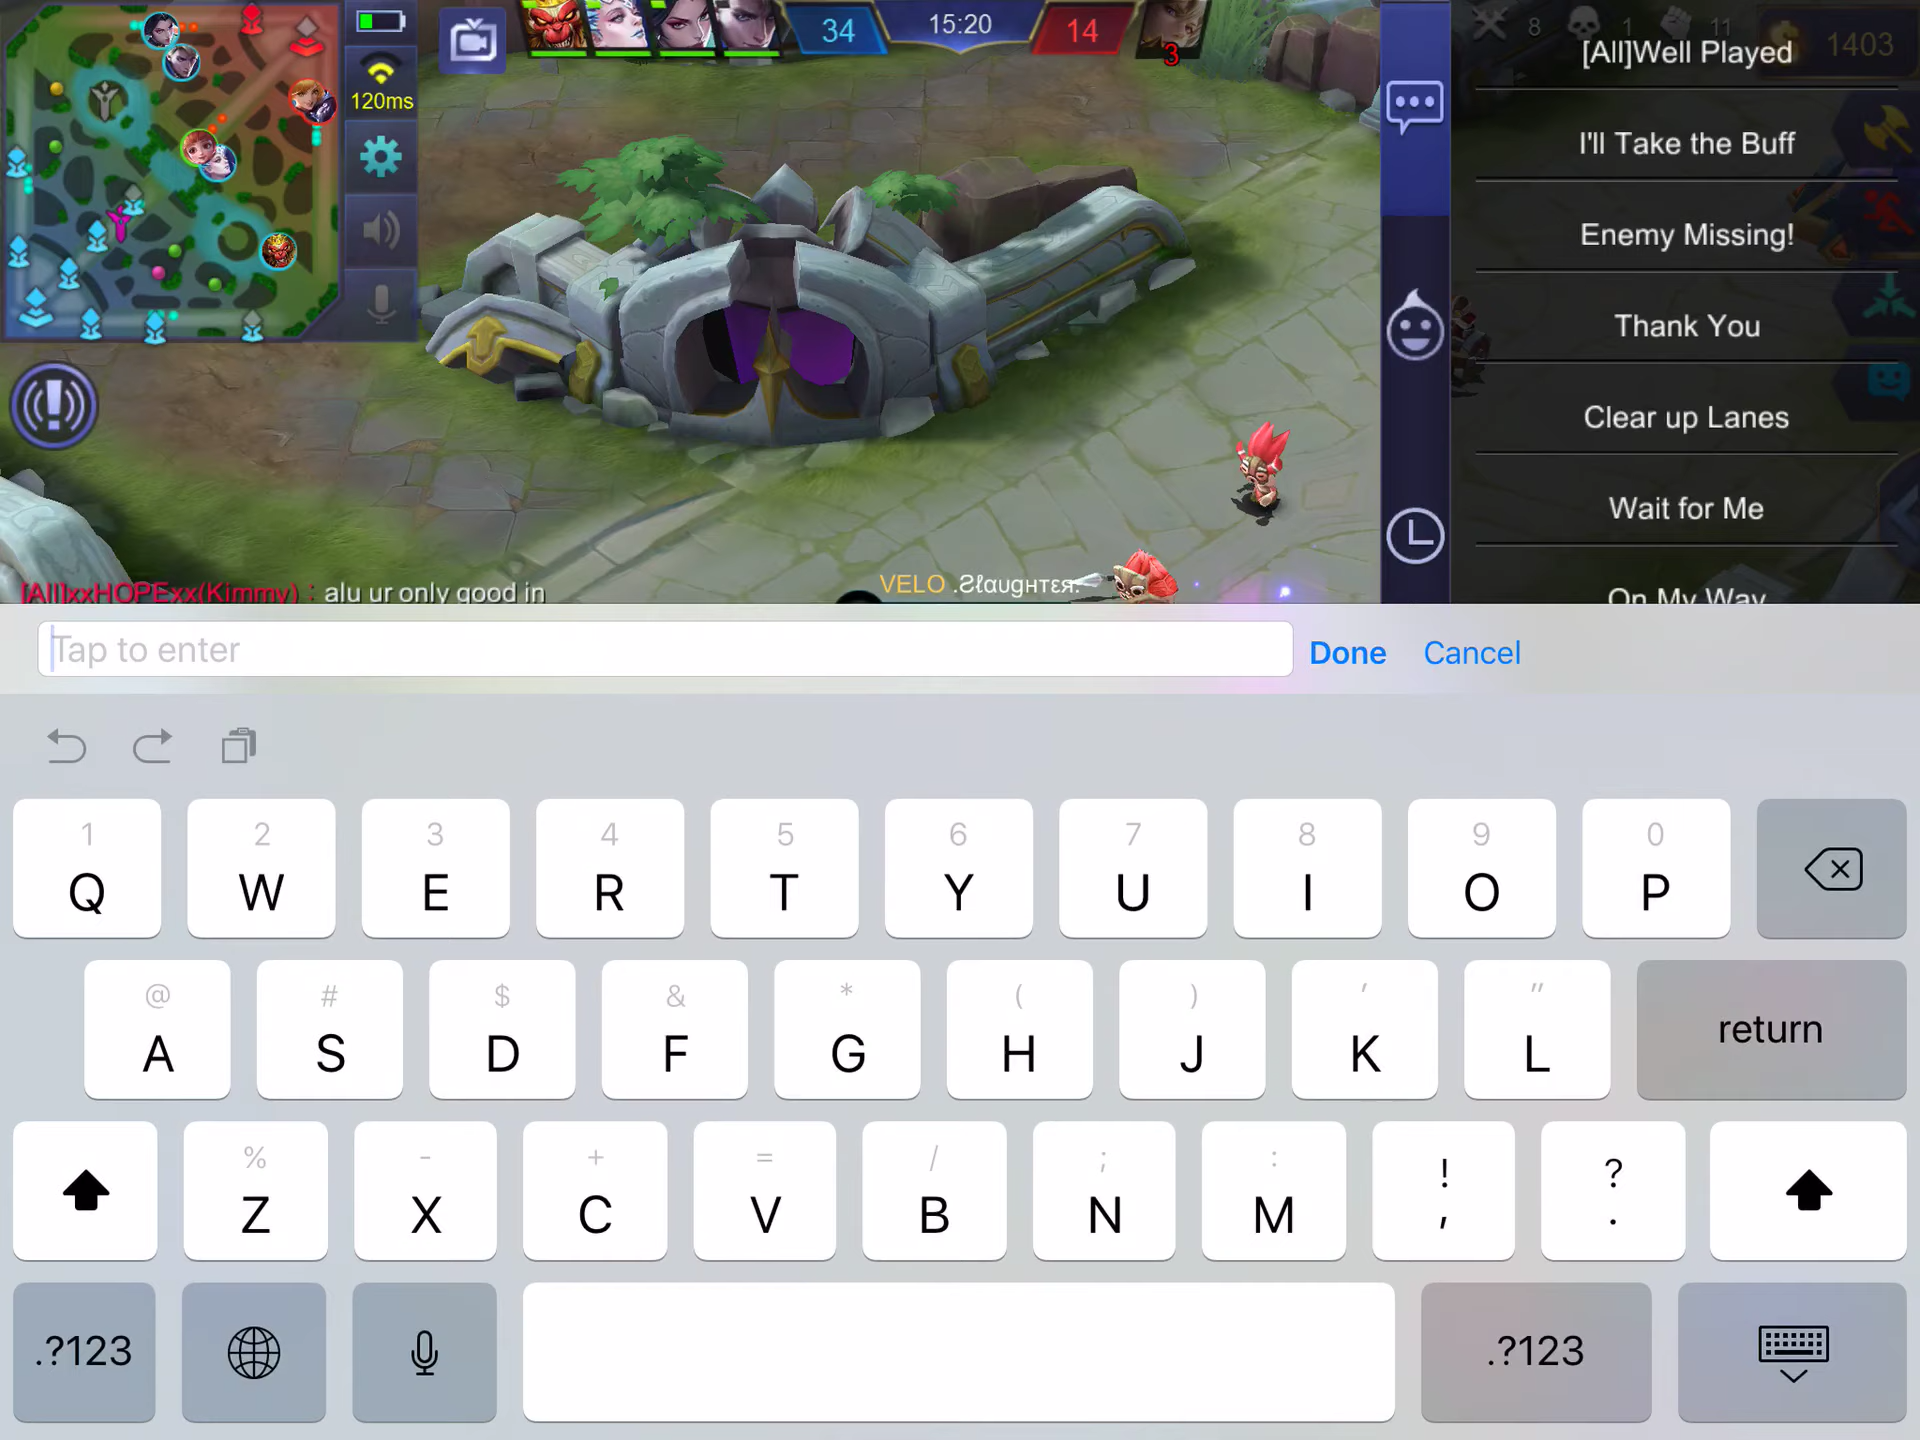 120ms
34
15:20
14
3
8
1
11
1403
[All]Well Played
I'll Take the Buff
Enemy Missing!
Thank You
Clear up Lanes
Wait for Me
On My Way
[All]xxHOPExx(Kimmy) : alu ur only good in
VELO .Ꙅℓαugнтεя.
Tap to enter
Done
Cancel
1 2 3 4 5 6 7 8 9 0
Q W E R T Y U I O P
@ # $ & * ( ) ' "
A S D F G H J K L return
% - + = / ; : ! ?
Z X C V B N M , .
.?123 .?123